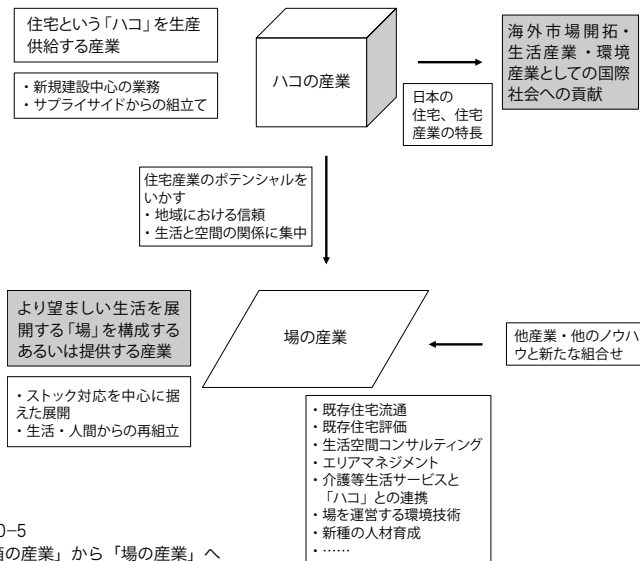 住宅という「ハコ」を生産
供給する産業
・新規建設中心の業務
・サプライサイドからの組立て
ハコの産業
日本の
住宅、住宅
産業の特長
海外市場開拓・
生活産業・環境
産業としての国際
社会への貢献
住宅産業のポテンシャルを
いかす
・地域における信頼
・生活と空間の関係に集中
より望ましい生活を展
開する「場」を構成する
あるいは提供する産業
・ストック対応を中心に据
えた展開
・生活・人間からの再組立
場の産業
他産業・他のノウハ
ウと新たな組合せ
・既存住宅流通
・既存住宅評価
・生活空間コンサルティング
・エリアマネジメント
・介護等生活サービスと
「ハコ」との連携
・場を運営する環境技術
・新種の人材育成
・……
0−5
の産業」から「場の産業」へ